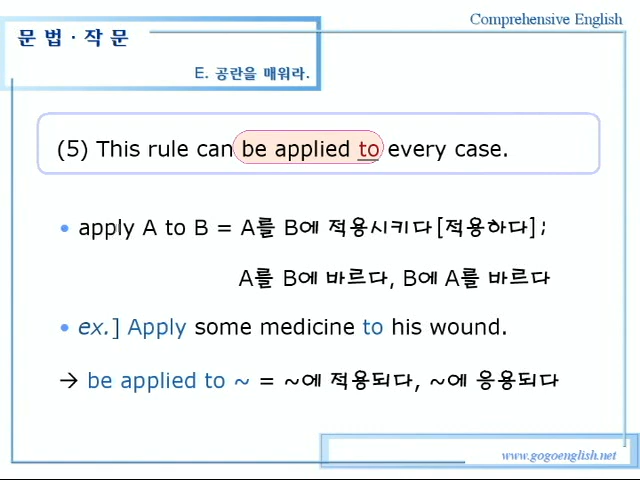 Comprehensive English
문 법 · 작 문
E. 공란을 매워라.
(5) This rule can be applied to every case.
• apply A to B = A를 B에 적용시키다[적용하다];
A를 B에 바르다, B에 A를 바르다
• ex.] Apply some medicine to his wound.
→ be applied to ~ = ~에 적용되다, ~에 응용되다
www.gogoenglish.net